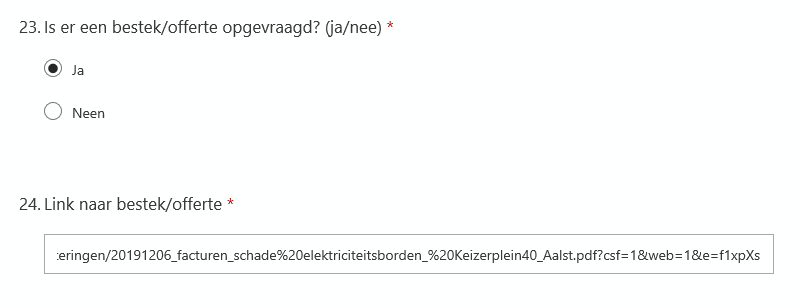 23. Is er een bestek/offerte opgevraagd? (ja/nee) *
Ja
Neen
24. Link naar bestek/offerte *
:eringen/20191206_facturen_schade%20elektriciteitsborden_%20Keizerplein40_Aalst.pdf?csf=1&web=1&e=f1xpXs